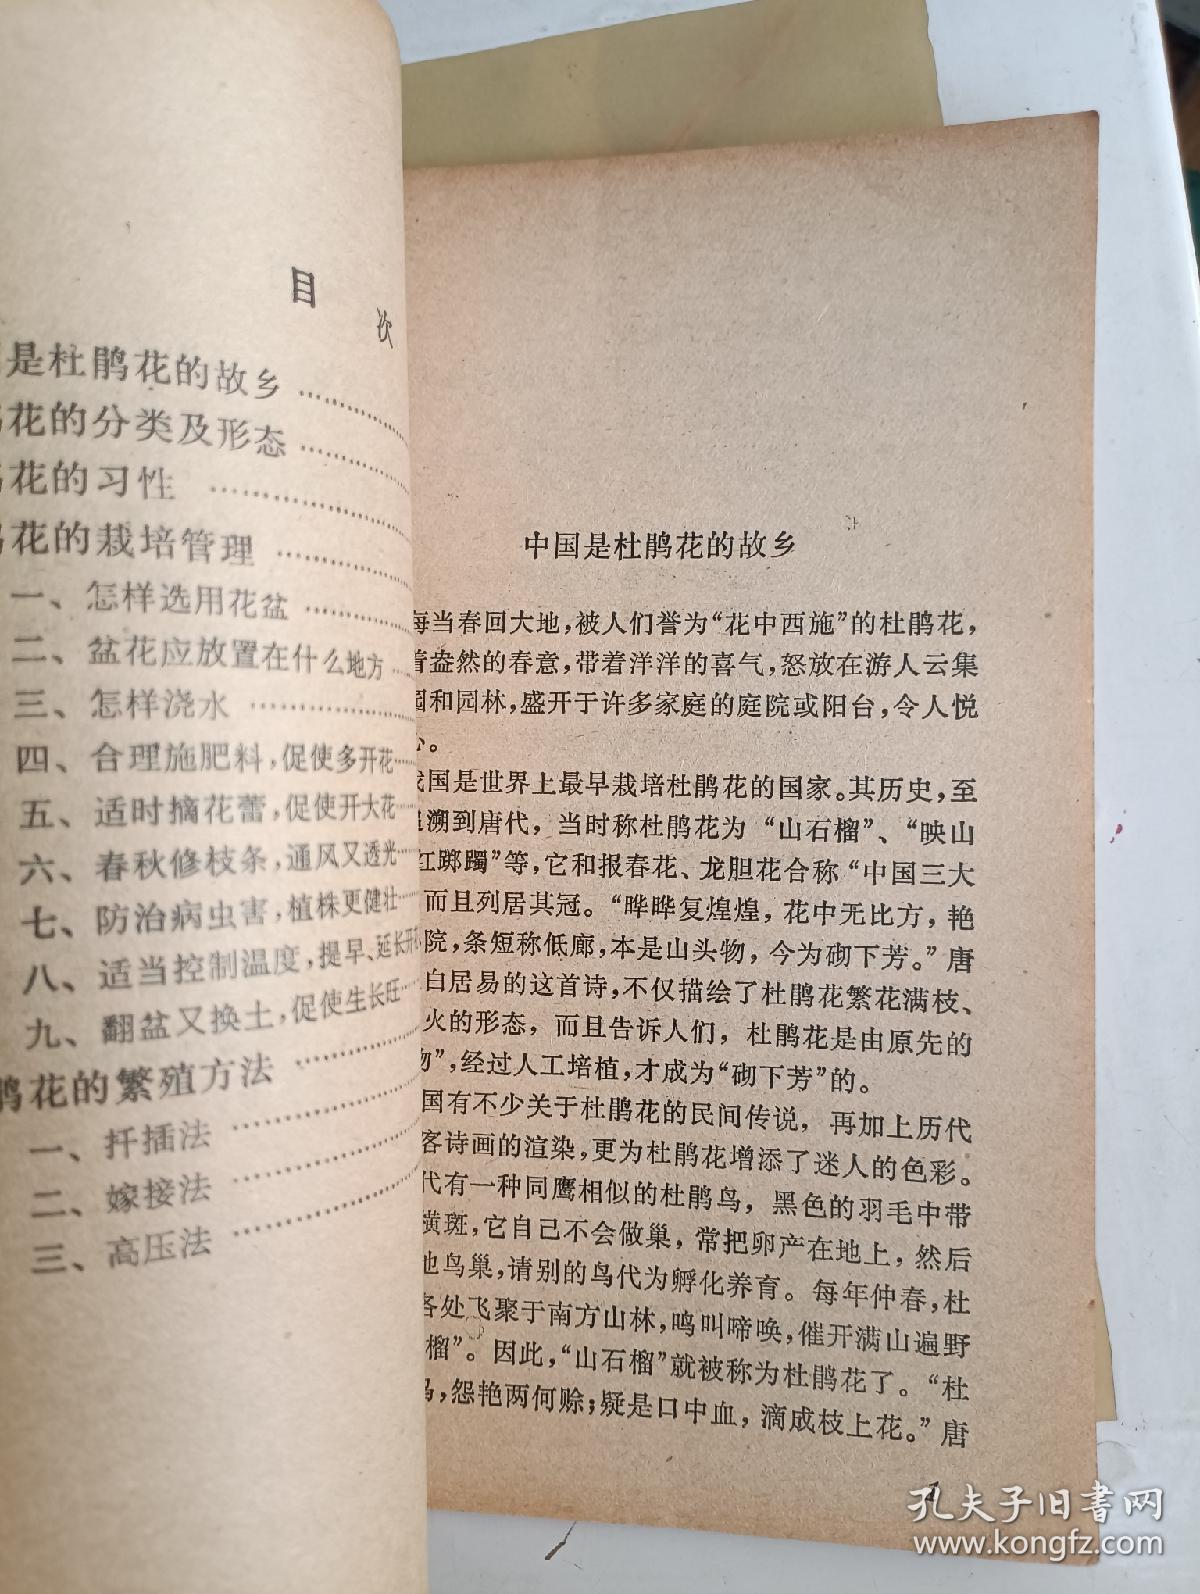 目
次
是杜鹃花的故乡
花的分类及形态
花的习性
花的栽培管理
一、怎样选用花盆
二、盆花应放置在什么地方
三、怎样浇水
四、合理施肥料,促使多开花
五、适时摘花蕾,促使开大花
六、春秋修枝条,通风又透光
七、防治病虫害,植株更健壮
八、适当控制温度,提早、延长开
九、翻盆又换土,促使生长旺
鹃花的繁殖方法
一、扦插法
二、嫁接法
三、高压法
中国是杜鹃花的故乡
每当春回大地,被人们誉为“花中西施”的杜鹃花,
着盎然的春意,带着洋洋的喜气,怒放在游人云集
园和园林,盛开于许多家庭的庭院或阳台,令人悦
心。
我国是世界上最早栽培杜鹃花的国家。其历史,至
溯到唐代,当时称杜鹃花为“山石榴”、“映山
红踯躅”等,它和报春花、龙胆花合称“中国三大
而且列居其冠。“晔晔复煌煌,花中无比方,艳
院,条短称低廊,本是山头物,今为砌下芳。”唐
白居易的这首诗,不仅描绘了杜鹃花繁花满枝、
火的形态,而且告诉人们,杜鹃花是由原先的
物”,经过人工培植,才成为“砌下芳”的。
国有不少关于杜鹃花的民间传说,再加上历代
客诗画的渲染,更为杜鹃花增添了迷人的色彩。
代有一种同鹰相似的杜鹃鸟,黑色的羽毛中带
横斑,它自己不会做巢,常把卵产在地上,然后
他鸟巢,请别的鸟代为孵化养育。每年仲春,杜
各处飞聚于南方山林,鸣叫啼唤,催开满山遍野
榴”。因此,“山石榴”就被称为杜鹃花了。“杜
鸟,怨艳两何赊;疑是口中血,滴成枝上花。”唐
1
孔夫子旧书网
www.kongfz.com